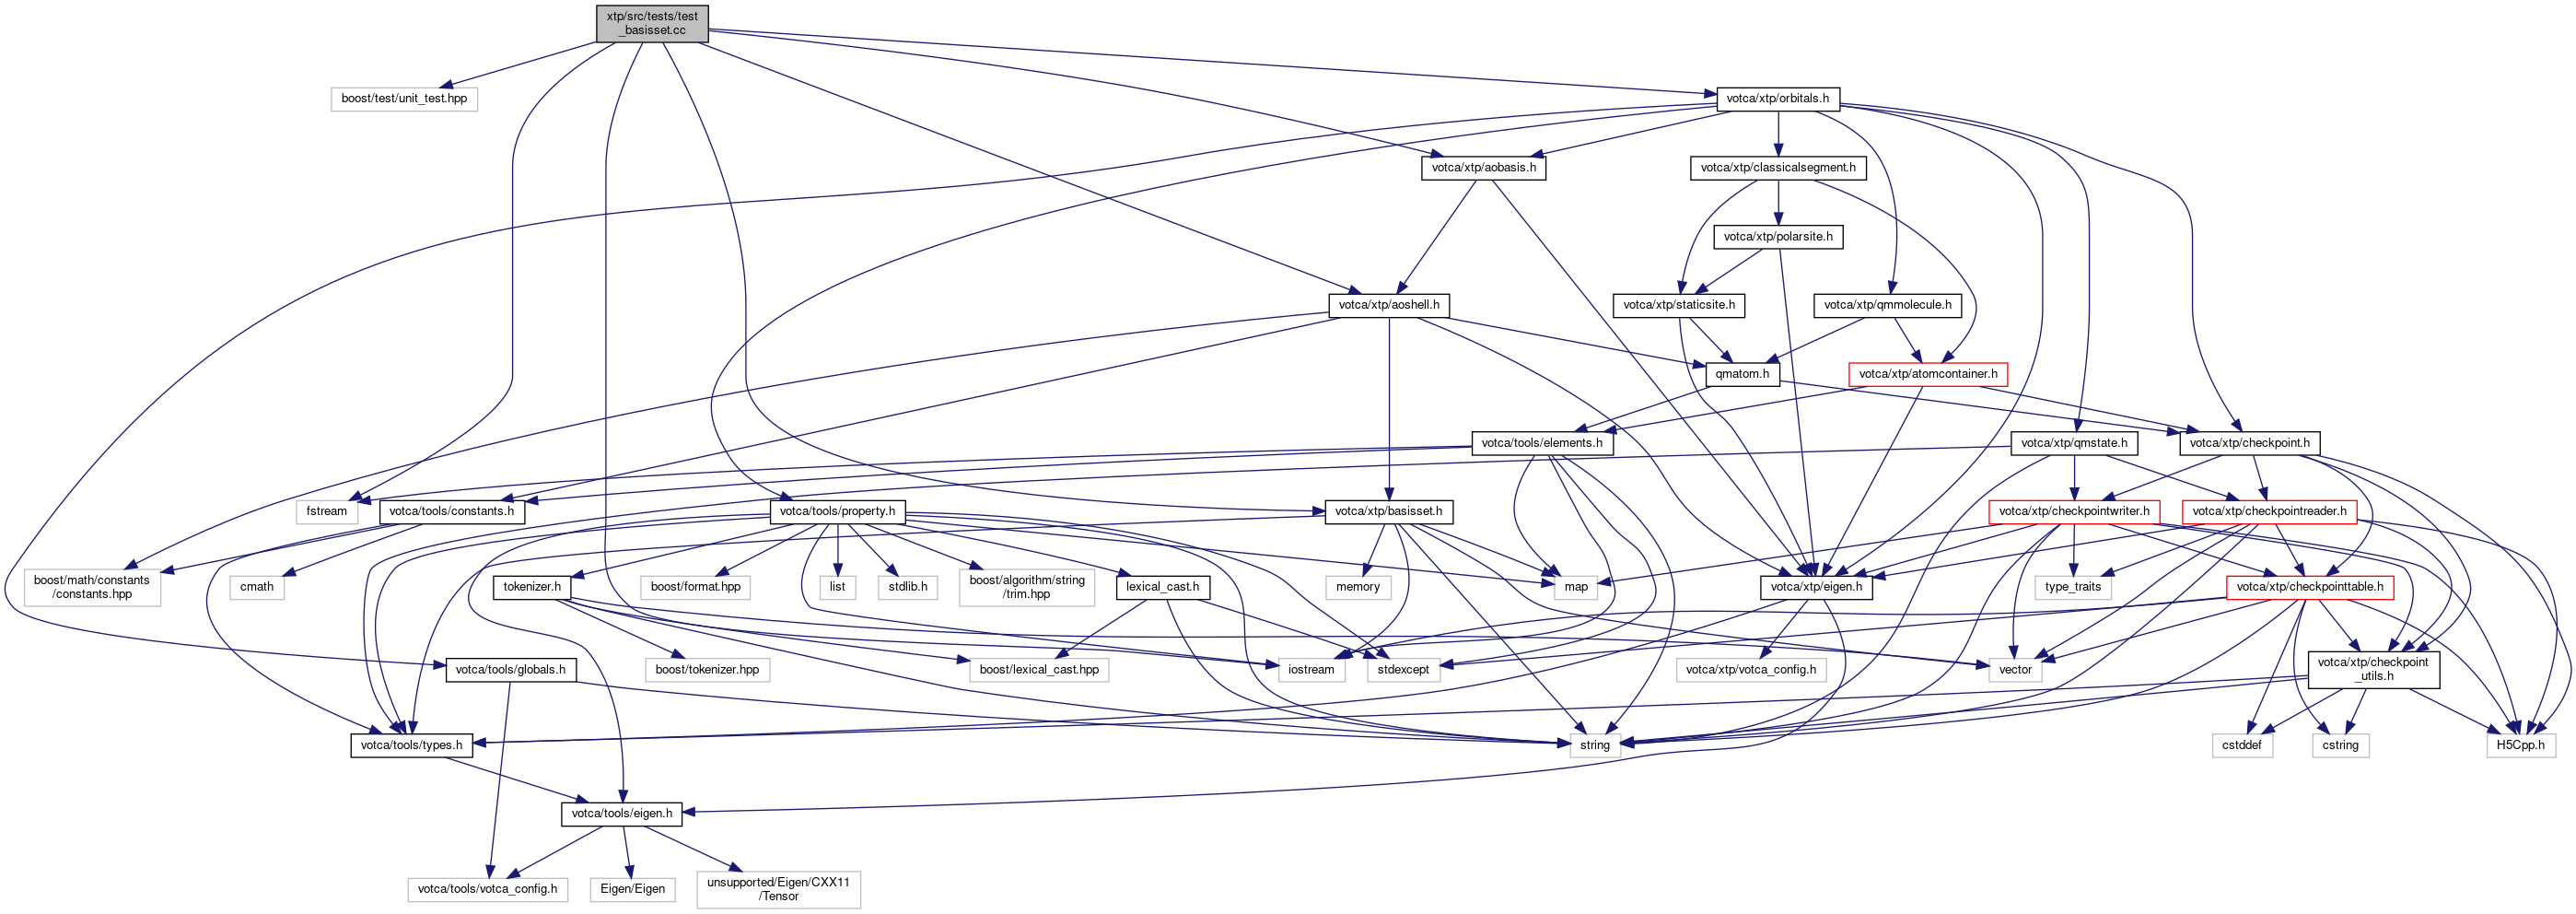 xtp/src/tests/test
_basisset.cc
boost/test/unit_test.hpp
votca/xtp/orbitals.h
votca/xtp/aobasis.h
votca/xtp/classicalsegment.h
votca/xtp/polarsite.h
votca/xtp/aoshell.h
votca/xtp/staticsite.h
votca/xtp/qmmolecule.h
qmatom.h
votca/xtp/atomcontainer.h
votca/tools/elements.h
votca/xtp/qmstate.h
votca/xtp/checkpoint.h
fstream
votca/tools/constants.h
votca/tools/property.h
votca/xtp/basisset.h
votca/xtp/checkpointwriter.h
votca/xtp/checkpointreader.h
boost/math/constants
/constants.hpp
cmath
tokenizer.h
boost/format.hpp
list
stdlib.h
boost/algorithm/string
/trim.hpp
lexical_cast.h
memory
map
votca/xtp/eigen.h
type_traits
votca/xtp/checkpointtable.h
votca/tools/globals.h
boost/tokenizer.hpp
boost/lexical_cast.hpp
iostream
stdexcept
votca/xtp/votca_config.h
vector
votca/xtp/checkpoint
_utils.h
votca/tools/types.h
string
cstddef
cstring
H5Cpp.h
votca/tools/eigen.h
votca/tools/votca_config.h
Eigen/Eigen
unsupported/Eigen/CXX11
/Tensor